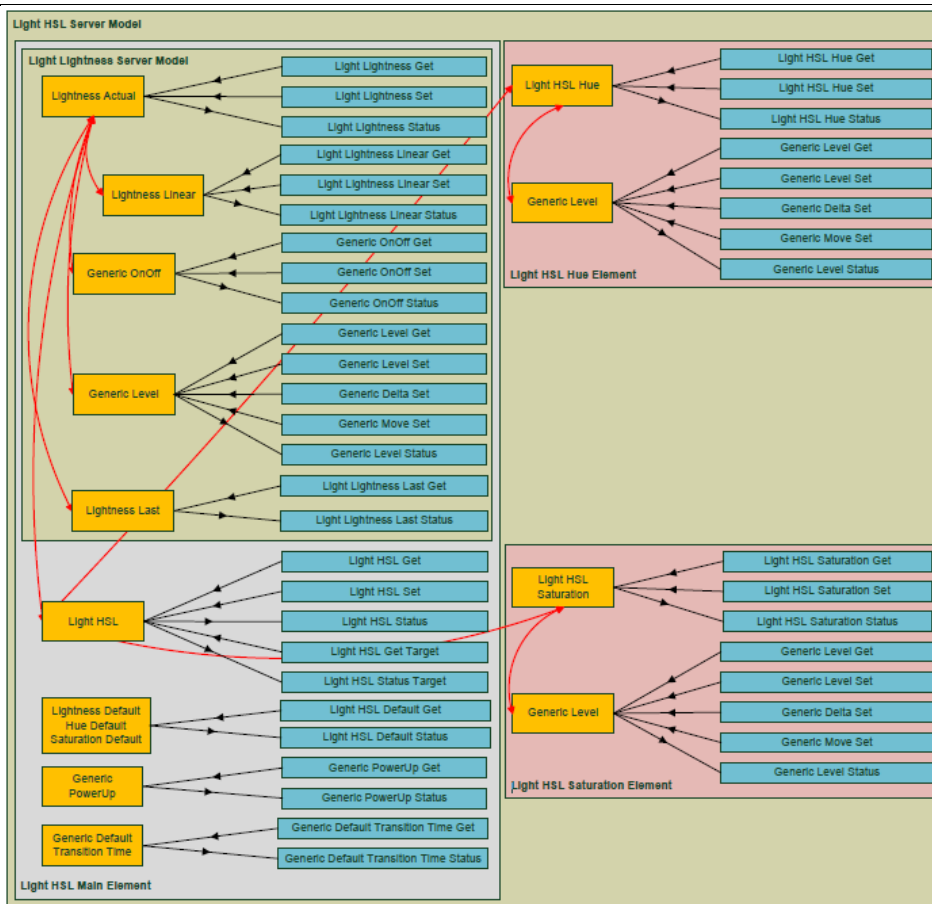 Light HSL Server Model
Light Lightness Server Model
Lightness Actual
Light Lightness Get
Light Lightness Set
Light Lightness Status
Lightness Linear
Light Lightness Linear Get
Light Lightness Linear Set
Light Lightness Linear Status
Generic OnOff
Generic OnOff Get
Generic OnOff Set
Generic OnOff Status
Generic Level
Generic Level Get
Generic Level Set
Generic Delta Set
Generic Move Set
Generic Level Status
Lightness Last
Light Lightness Last Get
Light Lightness Last Status
Light HSL
Light HSL Get
Light HSL Set
Light HSL Status
Light HSL Get Target
Light HSL Status Target
Lightness Default
Hue Default
Saturation Default
Light HSL Default Get
Light HSL Default Status
Generic
PowerUp
Generic PowerUp Get
Generic PowerUp Status
Generic Default
Transition Time
Generic Default Transition Time Get
Generic Default Transition Time Status
Light HSL Main Element
Light HSL Hue
Light HSL Hue Get
Light HSL Hue Set
Light HSL Hue Status
Generic Level
Generic Level Get
Generic Level Set
Generic Delta Set
Generic Move Set
Generic Level Status
Light HSL Hue Element
Light HSL
Saturation
Light HSL Saturation Get
Light HSL Saturation Set
Light HSL Saturation Status
Generic Level
Generic Level Get
Generic Level Set
Generic Delta Set
Generic Move Set
Generic Level Status
Light HSL Saturation Element